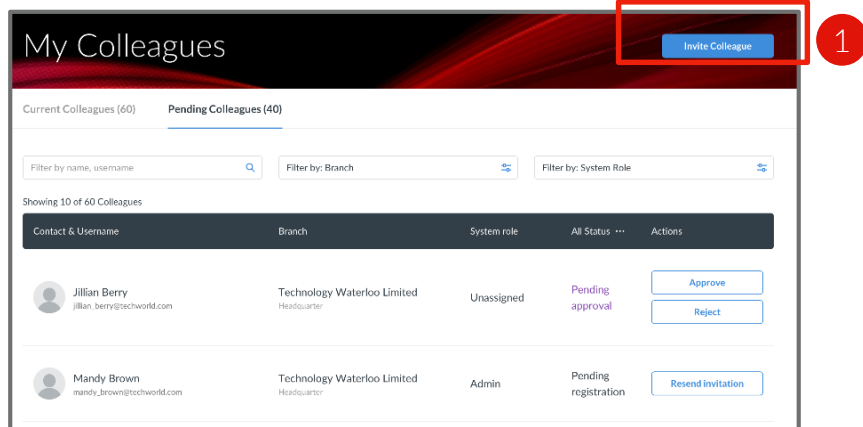 My Colleagues
Invite Colleague
1
Current Colleagues (60)
Pending Colleagues (40)
Filter by name, username
Filter by: Branch
Filter by: System Role
Showing 10 of 60 Colleagues
Contact & Username
Branch
System role
All Status ···
Actions
Jillian Berry
jillian_berry@techworld.com
Technology Waterloo Limited
Headquarter
Unassigned
Pending
approval
Approve
Reject
Mandy Brown
mandy_brown@techworld.com
Technology Waterloo Limited
Headquarter
Admin
Pending
registration
Resend invitation